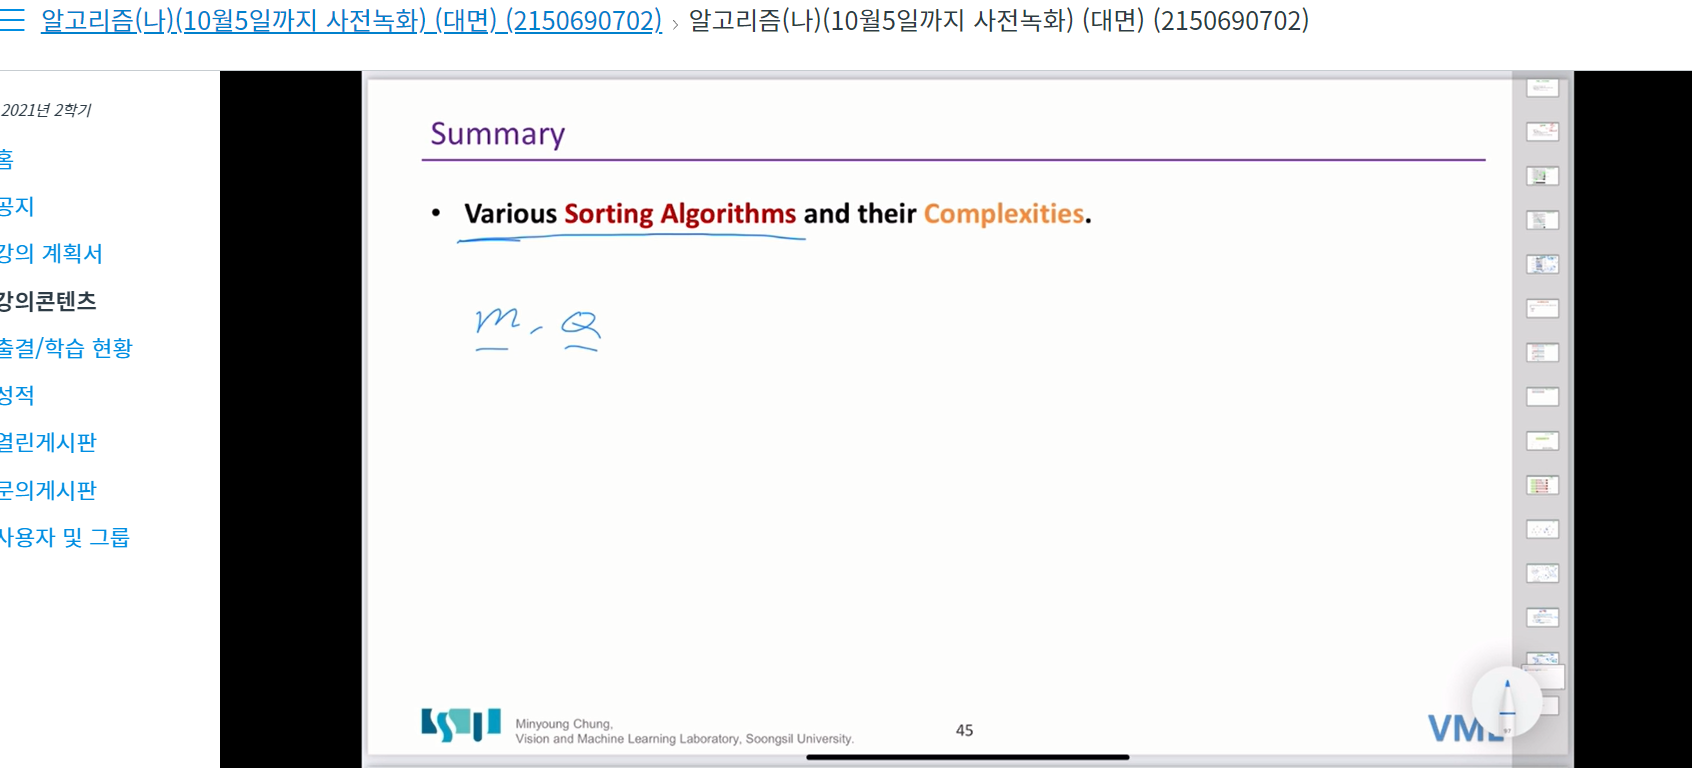 알고리즘(나)(10월5일까지 사전녹화) (대면) (2150690702) › 알고리즘(나)(10월5일까지 사전녹화) (대면) (2150690702)
2021년 2학기
홈
공지
강의 계획서
강의콘텐츠
출결/학습 현황
성적
열린게시판
문의게시판
사용자 및 그룹
Summary
• Various Sorting Algorithms and their Complexities.
m, Q
Minyoung Chung,
Vision and Machine Learning Laboratory, Soongsil University.
45
VML